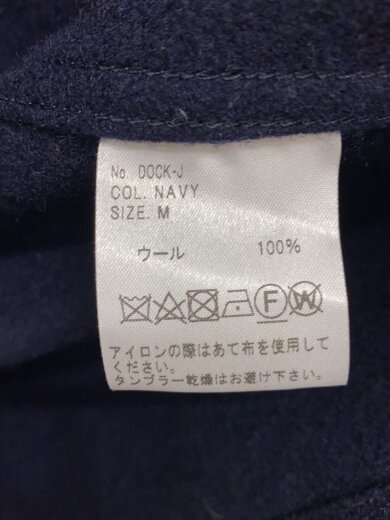 No. DOCK-J
COL. NAVY
SIZE. M
ウール 100%
F W
アイロンの際はあて布を使用して
ください。
タンブラー乾燥はお避け下さい。